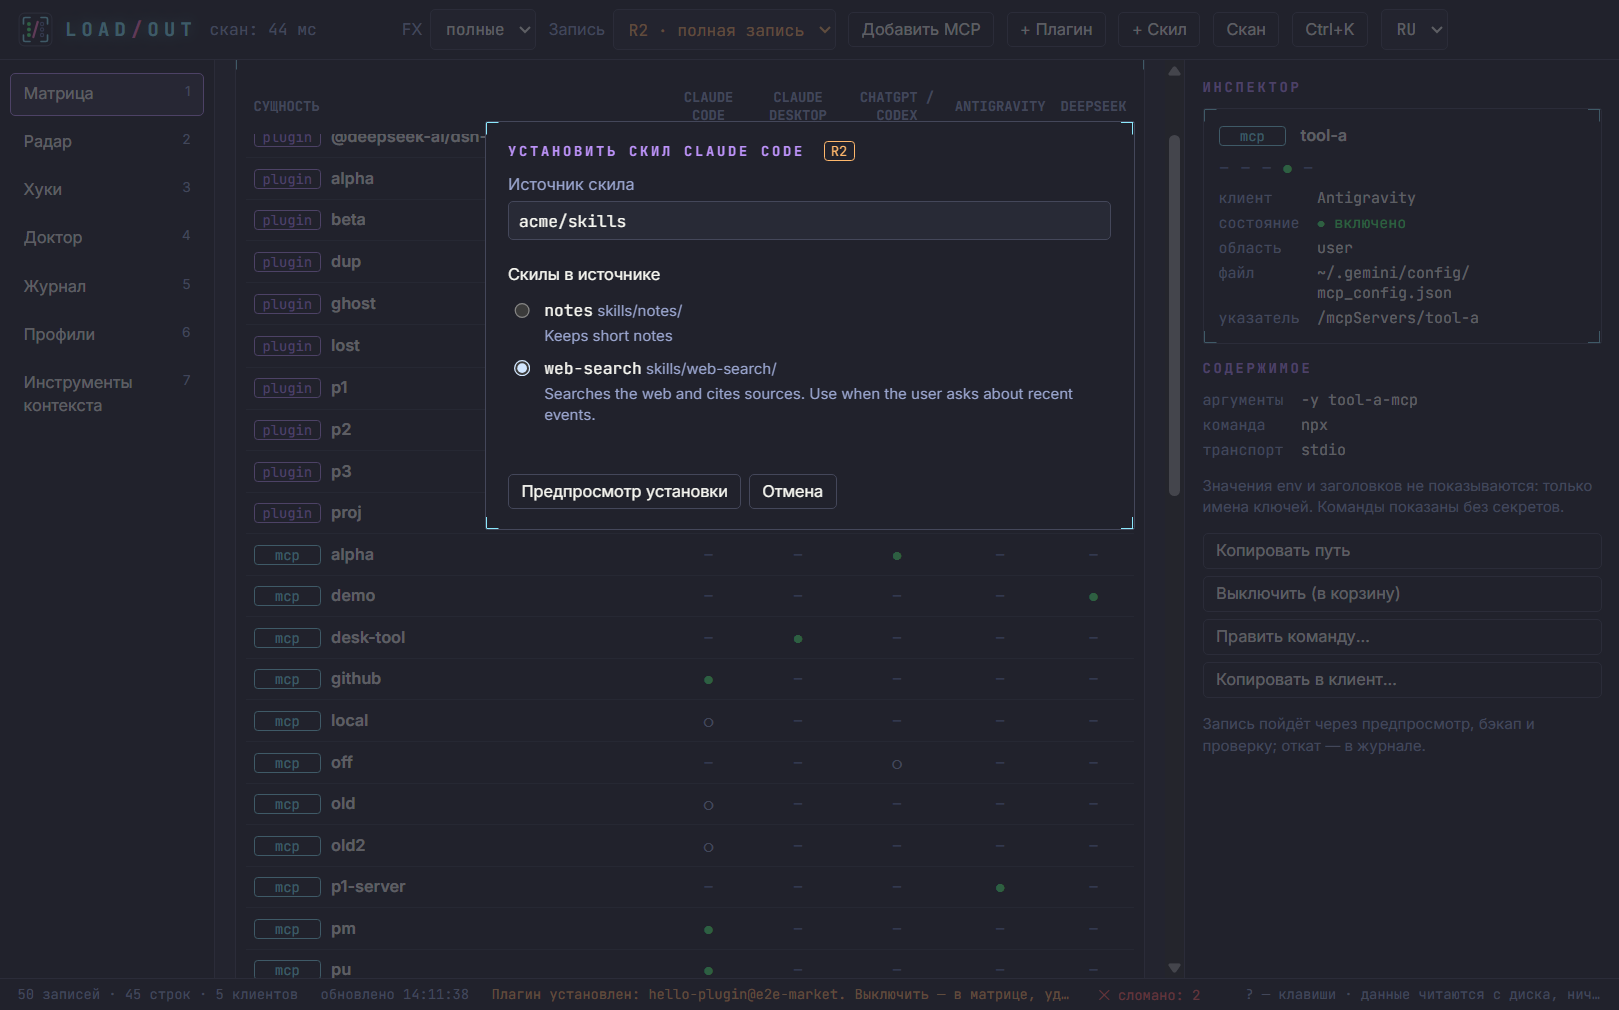 LOAD/OUT скан: 44 мс FX полные Запись R2 · полная запись Добавить MCP + Плагин + Скил Скан Ctrl+K RU
Матрица 1
Радар 2
Хуки 3
Доктор 4
Журнал 5
Профили 6
Инструменты 7
контекста
СУЩНОСТЬ
CLAUDE
CODE
CLAUDE
DESKTOP
CHATGPT /
CODEX
ANTIGRAVITY
DEEPSEEK
plugin @deepseek-ai/dsh-
plugin alpha
plugin beta
plugin dup
plugin ghost
plugin lost
plugin p1
plugin p2
plugin p3
plugin proj
mcp alpha – – ● – –
mcp demo – – – – ●
mcp desk-tool – ● – – –
mcp github ● – – – –
mcp local ○ – – – –
mcp off – – ○ – –
mcp old ○ – – – –
mcp old2 ○ – – – –
mcp p1-server – – – ● –
mcp pm ● – – – –
mcp pu ● – – – –
УСТАНОВИТЬ СКИЛ CLAUDE CODE R2
Источник скила
acme/skills
Скилы в источнике
notes skills/notes/
Keeps short notes
web-search skills/web-search/
Searches the web and cites sources. Use when the user asks about recent
events.
Предпросмотр установки Отмена
ИНСПЕКТОР
mcp tool-a
– – – ● –
клиент Antigravity
состояние ● включено
область user
файл ~/.gemini/config/
mcp_config.json
указатель /mcpServers/tool-a
СОДЕРЖИМОЕ
аргументы -y tool-a-mcp
команда npx
транспорт stdio
Значения env и заголовков не показываются: только
имена ключей. Команды показаны без секретов.
Копировать путь
Выключить (в корзину)
Править команду…
Копировать в клиент…
Запись пойдёт через предпросмотр, бэкап и
проверку; откат — в журнале.
50 записей · 45 строк · 5 клиентов обновлено 14:11:38 Плагин установлен: hello-plugin@e2e-market. Выключить — в матрице, уд… ✕ сломано: 2 ? — клавиши · данные читаются с диска, нич…